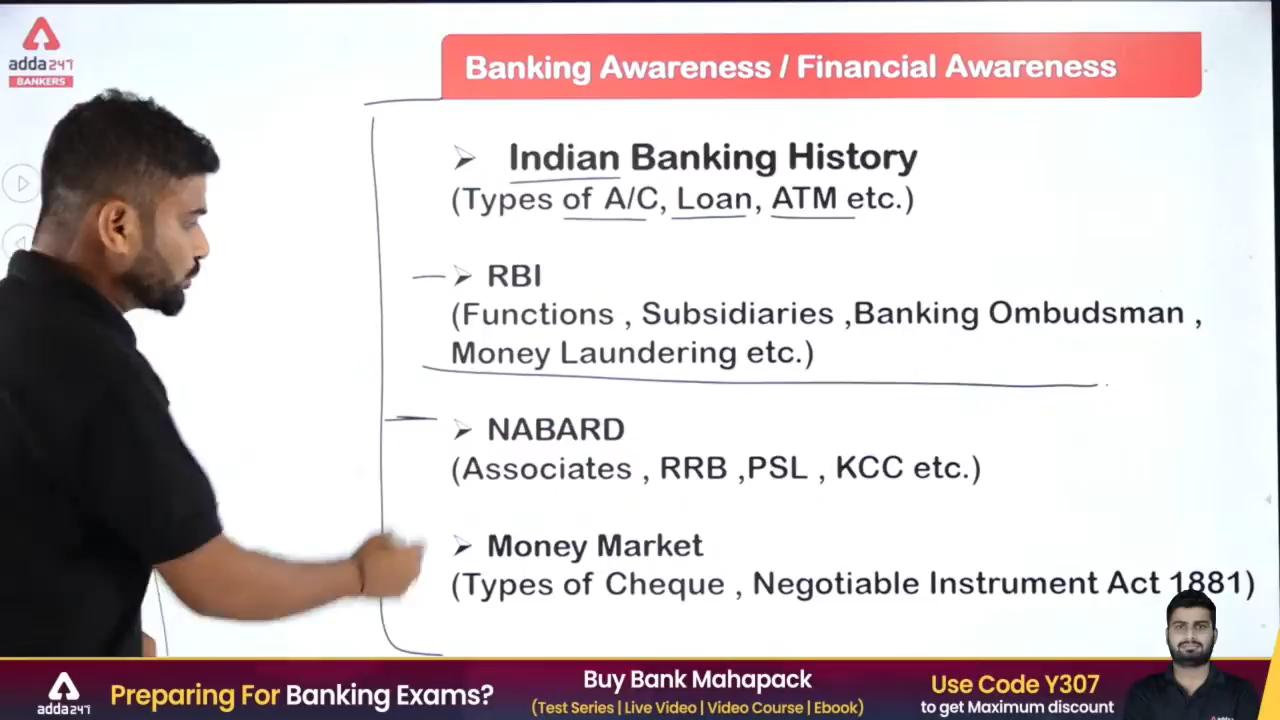 adda247
BANKERS
Banking Awareness / Financial Awareness
➢ Indian Banking History
(Types of A/C, Loan, ATM etc.)
➢ RBI
(Functions , Subsidiaries ,Banking Ombudsman ,
Money Laundering etc.)
➢ NABARD
(Associates , RRB ,PSL , KCC etc.)
➢ Money Market
(Types of Cheque , Negotiable Instrument Act 1881)
adda247
Preparing For Banking Exams?
Buy Bank Mahapack
(Test Series | Live Video | Video Course | Ebook)
Use Code Y307
to get Maximum discount